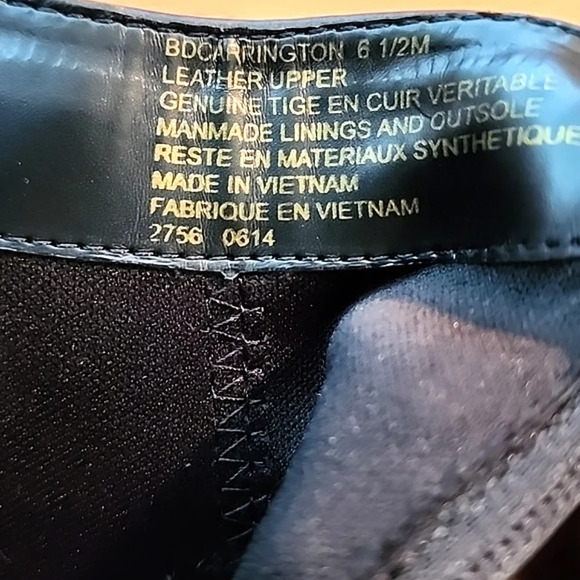 BDCARRINGTON 6 1/2M
LEATHER UPPER
GENUINE TIGE EN CUIR VERITABLE
MANMADE LININGS AND OUTSOLE
RESTE EN MATERIAUX SYNTHETIQUE
MADE IN VIETNAM
FABRIQUE EN VIETNAM
2756 0614